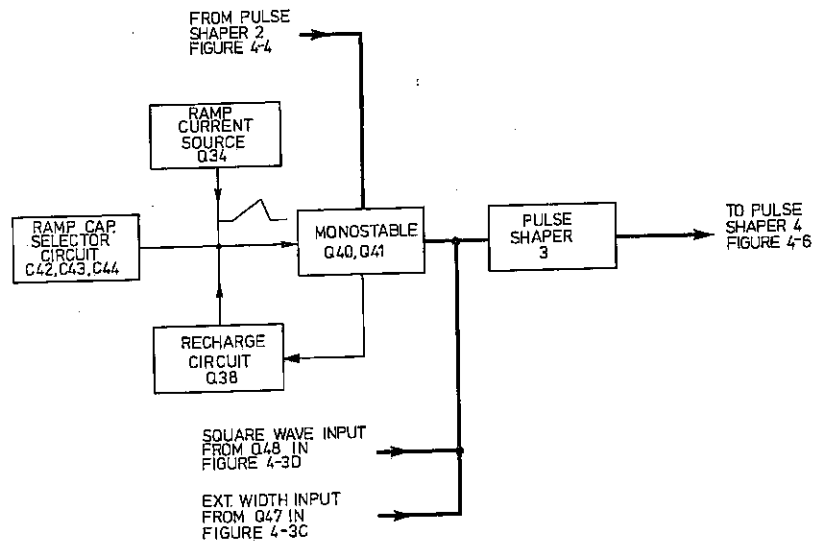 FROM PULSE
SHAPER 2
FIGURE 4-4
RAMP
CURRENT
SOURCE
Q34
RAMP CAP.
SELECTOR
CIRCUIT
C42,C43,C44
MONOSTABLE
Q40,Q41
PULSE
SHAPER
3
TO PULSE
SHAPER 4
FIGURE 4-6
RECHARGE
CIRCUIT
Q38
SQUARE WAVE INPUT
FROM Q48 IN
FIGURE 4-3D
EXT. WIDTH INPUT
FROM Q47 IN
FIGURE 4-3C